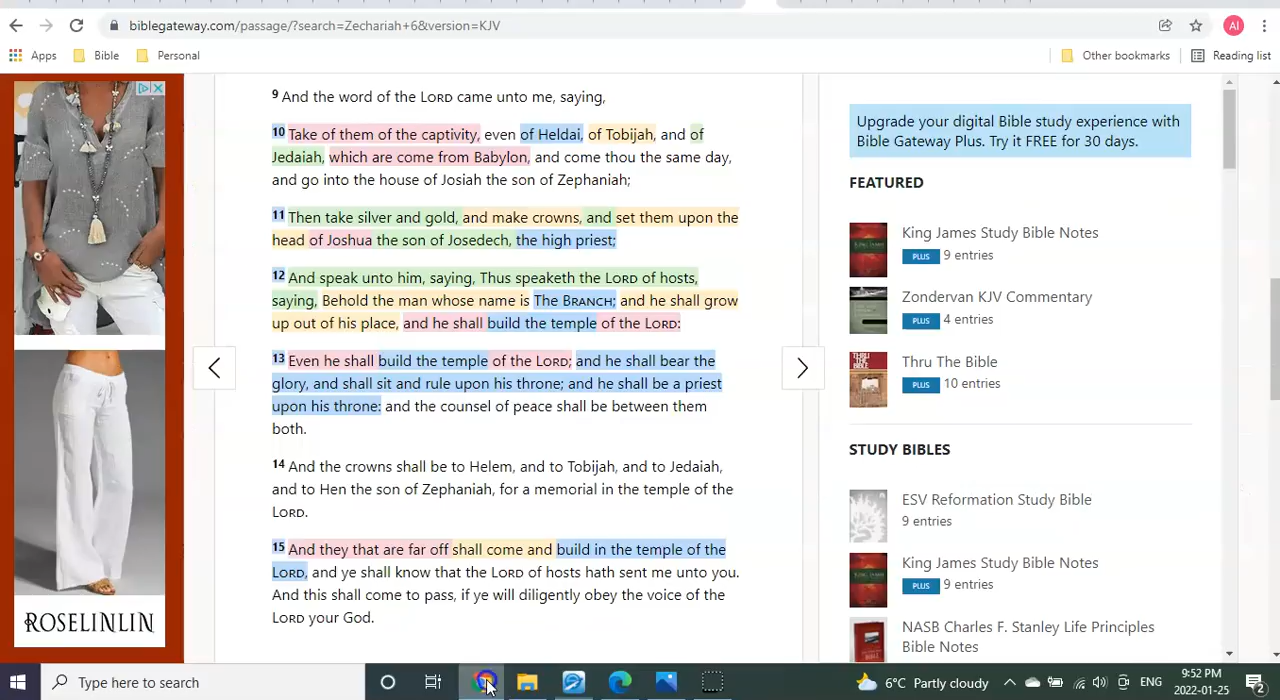 biblegateway.com/passage/?search=Zechariah+6&version=KJV
Al
Apps
Bible
Personal
Other bookmarks
Reading list
9 And the word of the LORD came unto me, saying,
10 Take of them of the captivity, even of Heldai, of Tobijah, and of
Jedaiah, which are come from Babylon, and come thou the same day,
and go into the house of Josiah the son of Zephaniah;
11 Then take silver and gold, and make crowns, and set them upon the
head of Joshua the son of Josedech, the high priest;
12 And speak unto him, saying, Thus speaketh the LORD of hosts,
saying, Behold the man whose name is The BRANCH; and he shall grow
up out of his place, and he shall build the temple of the LORD:
13 Even he shall build the temple of the LORD; and he shall bear the
glory, and shall sit and rule upon his throne; and he shall be a priest
upon his throne: and the counsel of peace shall be between them
both.
14 And the crowns shall be to Helem, and to Tobijah, and to Jedaiah,
and to Hen the son of Zephaniah, for a memorial in the temple of the
LORD.
15 And they that are far off shall come and build in the temple of the
LORD, and ye shall know that the LORD of hosts hath sent me unto you.
And this shall come to pass, if ye will diligently obey the voice of the
LORD your God.
ROSELINLIN
Upgrade your digital Bible study experience with
Bible Gateway Plus. Try it FREE for 30 days.
FEATURED
King James Study Bible Notes
PLUS 9 entries
Zondervan KJV Commentary
PLUS 4 entries
Thru The Bible
PLUS 10 entries
STUDY BIBLES
ESV Reformation Study Bible
9 entries
King James Study Bible Notes
PLUS 9 entries
NASB Charles F. Stanley Life Principles
Bible Notes
Type here to search
6°C Partly cloudy
ENG
9:52 PM
2022-01-25
2